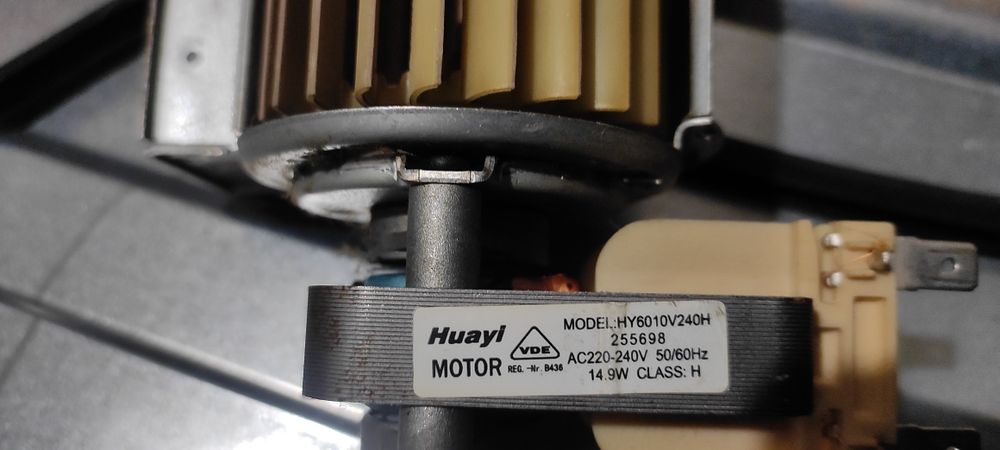 Huayi
MOTOR
VDE
REG. -Nr. B436
MODEL:HY6010V240H
255698
AC220-240V 50/60Hz
14.9W CLASS: H